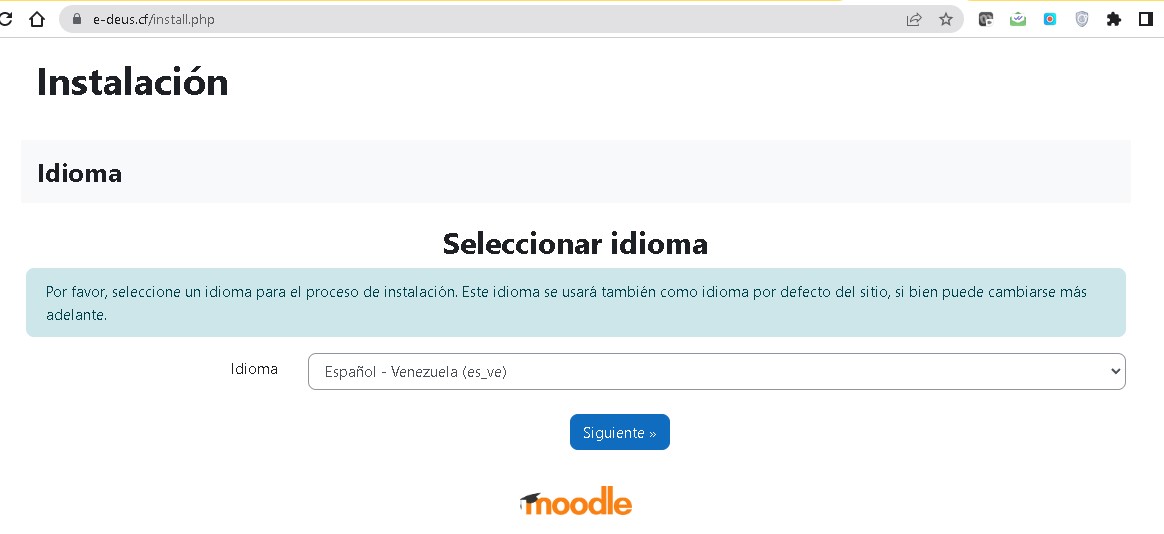 e-deus.cf/install.php
Instalación
Idioma
Seleccionar idioma
Por favor, seleccione un idioma para el proceso de instalación. Este idioma se usará también como idioma por defecto del sitio, si bien puede cambiarse más
adelante.
Idioma
Español - Venezuela (es_ve)
Siguiente »
moodle